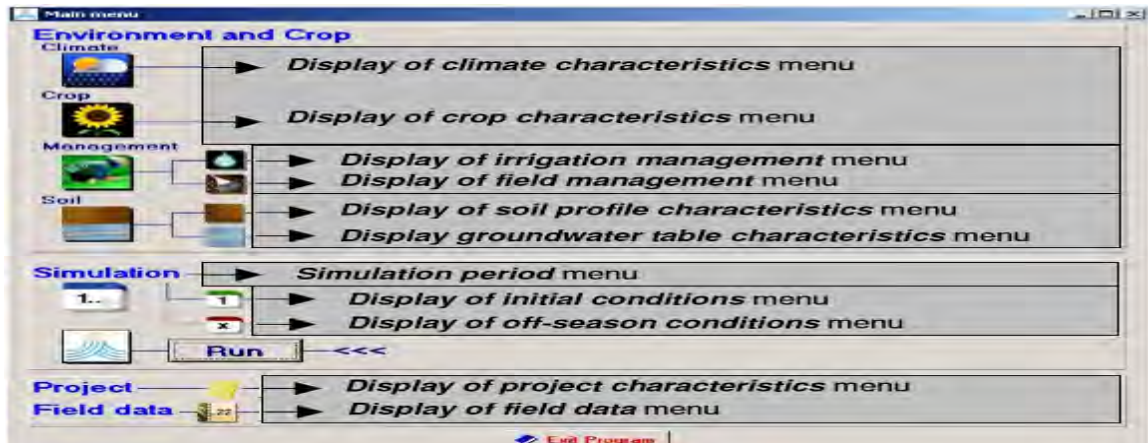 Main menu
Environment and Crop
Climate
Display of climate characteristics menu
Crop
Display of crop characteristics menu
Management
Display of irrigation management menu
Display of field management menu
Soil
Display of soil profile characteristics menu
Display groundwater table characteristics menu
Simulation
Simulation period menu
1..
1
Display of initial conditions menu
x
Display of off-season conditions menu
Run <<<
Project
Display of project characteristics menu
Field data
22
Display of field data menu
Exit Program